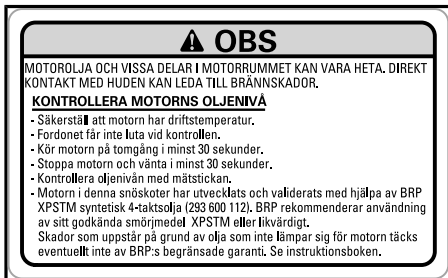 ⚠ OBS
MOTOROLJA OCH VISSA DELAR I MOTORRUMMET KAN VARA HETA. DIREKT
KONTAKT MED HUDEN KAN LEDA TILL BRÄNNSKADOR.
KONTROLLERA MOTORNS OLJENIVÅ
- Säkerställ att motorn har driftstemperatur.
- Fordonet får inte luta vid kontrollen.
- Kör motorn på tomgång i minst 30 sekunder.
- Stoppa motorn och vänta i minst 30 sekunder.
- Kontrollera oljenivån med mätstickan.
- Motorn i denna snöskoter har utvecklats och validerats med hjälpa av BRP
XPSTM syntetisk 4-taktsolja (293 600 112). BRP rekommenderar användning
av sitt godkända smörjmedel XPSTM eller likvärdigt.
Skador som uppstår på grund av olja som inte lämpar sig för motorn täcks
eventuellt inte av BRP:s begränsade garanti. Se instruktionsboken.